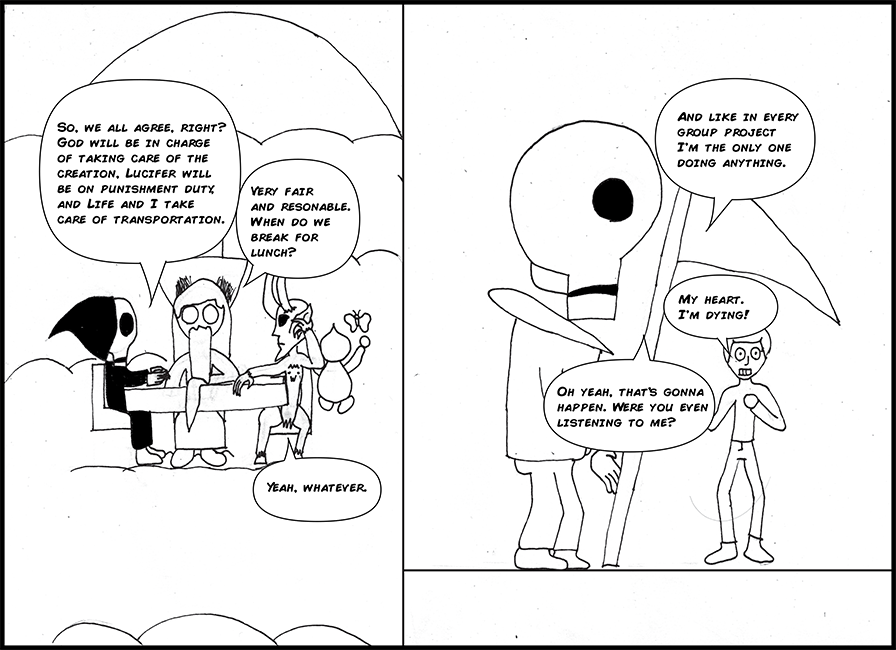 So, we all agree, right?
God will be in charge
of taking care of the
creation, Lucifer will
be on punishment duty,
and Life and I take
care of transportation.
Very fair
and resonable.
When do we
break for
lunch?
Yeah, whatever.
And like in every
group project
I'm the only one
doing anything.
My heart.
I'm dying!
Oh yeah, that's gonna
happen. Were you even
listening to me?